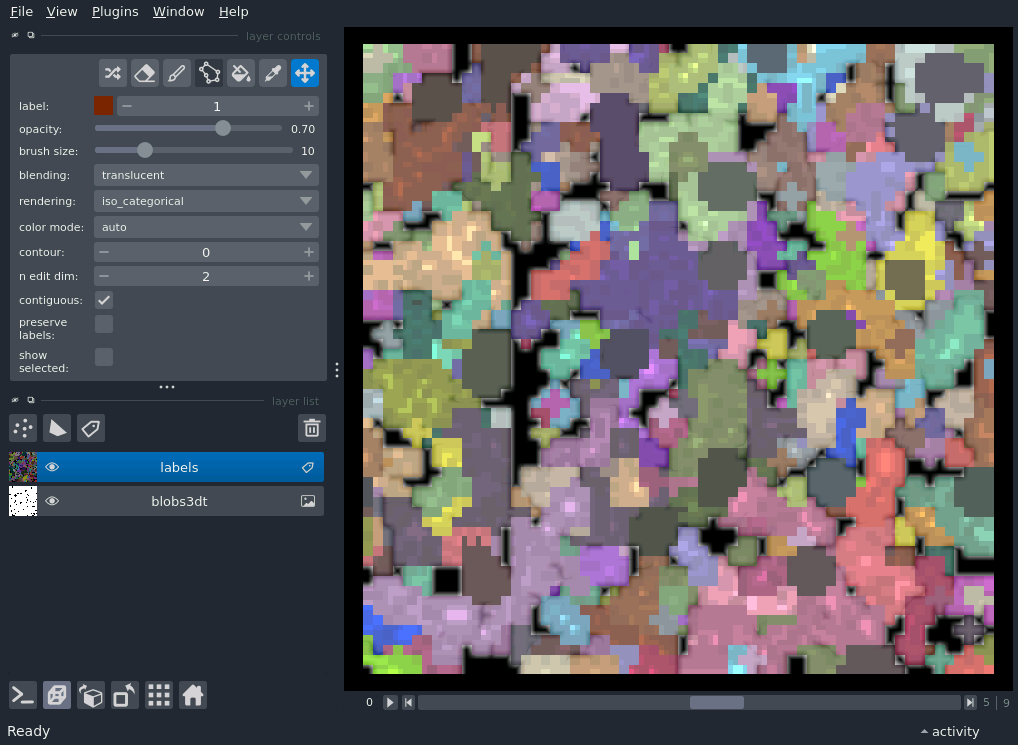 File View Plugins Window Help
layer controls
label: 1
opacity: 0.70
brush size: 10
blending: translucent
rendering: iso_categorical
color mode: auto
contour: 0
n edit dim: 2
contiguous:
preserve
labels:
show
selected:
layer list
labels
blobs3dt
0 5 | 9
Ready activity